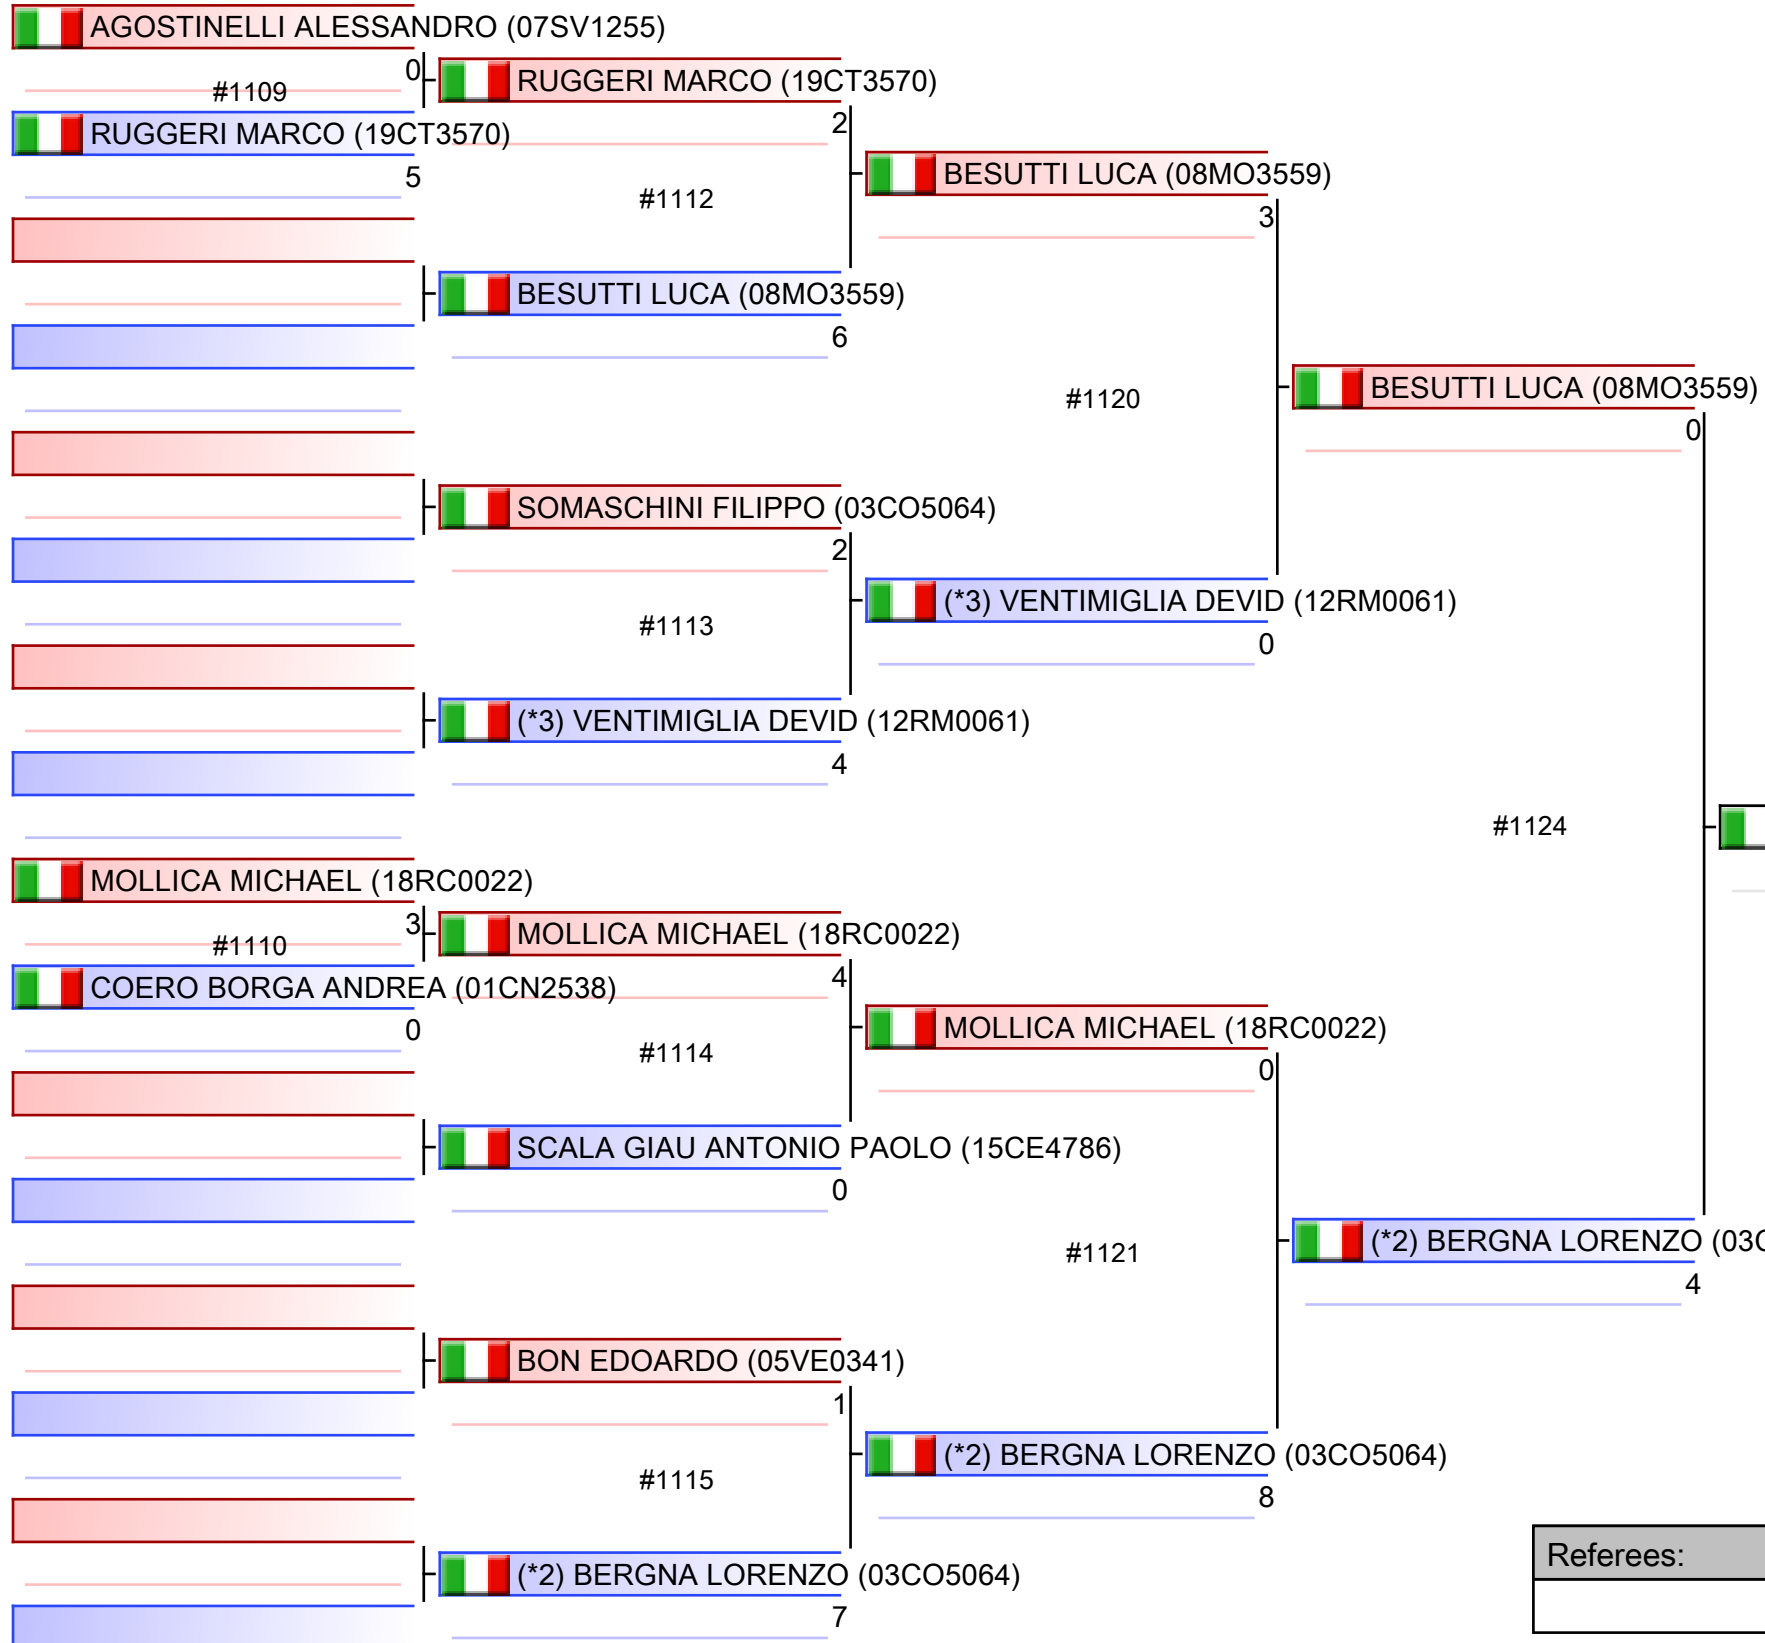 AGOSTINELLI ALESSANDRO (07SV1255)
0
#1109
RUGGERI MARCO (19CT3570)
5
RUGGERI MARCO (19CT3570)
2
#1112
BESUTTI LUCA (08MO3559)
6
BESUTTI LUCA (08MO3559)
3
#1120
SOMASCHINI FILIPPO (03CO5064)
2
#1113
(*3) VENTIMIGLIA DEVID (12RM0061)
4
(*3) VENTIMIGLIA DEVID (12RM0061)
0
BESUTTI LUCA (08MO3559)
0
#1124
MOLLICA MICHAEL (18RC0022)
3
#1110
COERO BORGA ANDREA (01CN2538)
0
MOLLICA MICHAEL (18RC0022)
4
#1114
SCALA GIAU ANTONIO PAOLO (15CE4786)
0
MOLLICA MICHAEL (18RC0022)
0
#1121
BON EDOARDO (05VE0341)
1
#1115
(*2) BERGNA LORENZO (03CO5064)
7
(*2) BERGNA LORENZO (03CO5064)
8
(*2) BERGNA LORENZO
4
Referees: